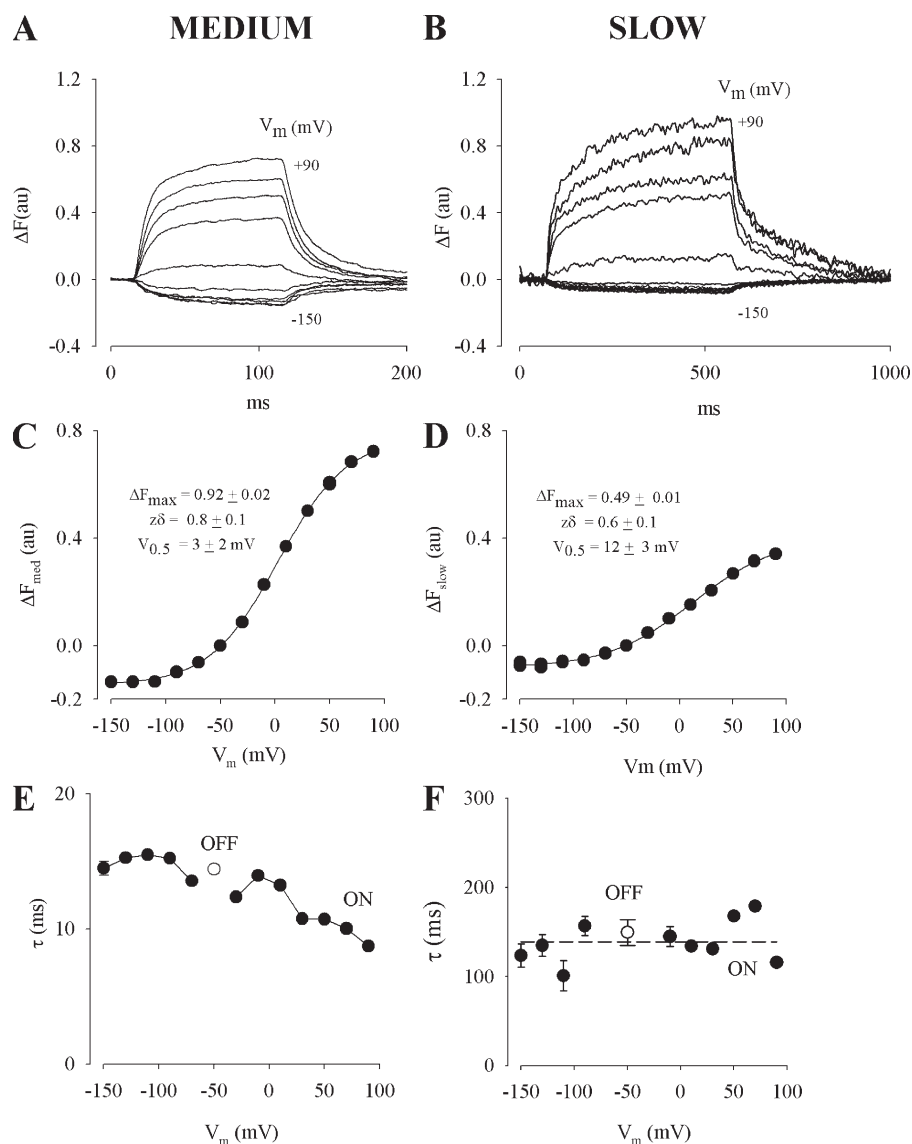 A MEDIUM
B SLOW
1.2
0.8
0.4
0.0
-0.4
ΔF(au)
V_m (mV)
+90
-150
0 100 200
ms
1.2
0.8
0.4
0.0
-0.4
ΔF (au)
V_m (mV)
+90
-150
0 500 1000
ms
C
0.8
0.4
0.0
-0.2
ΔF_med (au)
ΔF_max = 0.92 ± 0.02
zδ = 0.8 ± 0.1
V_0.5 = 3 ± 2 mV
-150 -100 -50 0 50 100
V_m (mV)
D
0.8
0.4
0.0
-0.2
ΔF_slow (au)
ΔF_max = 0.49 ± 0.01
zδ = 0.6 ± 0.1
V_0.5 = 12 ± 3 mV
-150 -100 -50 0 50 100
Vm (mV)
E
20
10
0
τ (ms)
OFF
ON
-150 -100 -50 0 50 100
V_m (mV)
F
300
200
100
0
τ (ms)
OFF
ON
-150 -100 -50 0 50 100
V_m (mV)